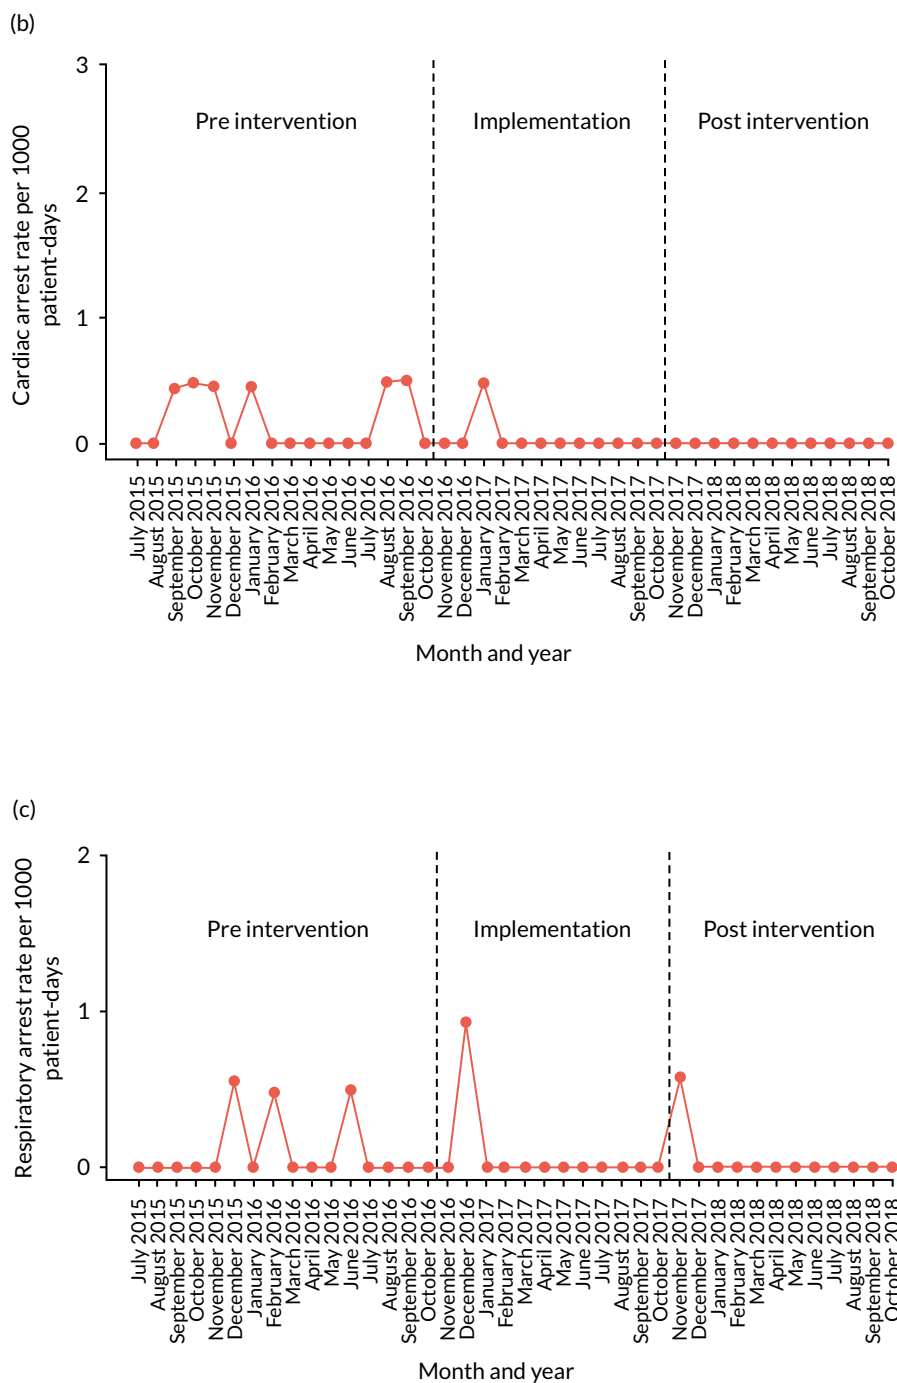 (b)
Cardiac arrest rate per 1000
patient-days
3
2
1
0
Pre intervention
Implementation
Post intervention
July 2015
August 2015
September 2015
October 2015
November 2015
December 2015
January 2016
February 2016
March 2016
April 2016
May 2016
June 2016
July 2016
August 2016
September 2016
October 2016
November 2016
December 2016
January 2017
February 2017
March 2017
April 2017
May 2017
June 2017
July 2017
August 2017
September 2017
October 2017
November 2017
December 2017
January 2018
February 2018
March 2018
April 2018
May 2018
June 2018
July 2018
August 2018
September 2018
October 2018
Month and year
(c)
Respiratory arrest rate per 1000
patient-days
2
1
0
Pre intervention
Implementation
Post intervention
July 2015
August 2015
September 2015
October 2015
November 2015
December 2015
January 2016
February 2016
March 2016
April 2016
May 2016
June 2016
July 2016
August 2016
September 2016
October 2016
November 2016
December 2016
January 2017
February 2017
March 2017
April 2017
May 2017
June 2017
July 2017
August 2017
September 2017
October 2017
November 2017
December 2017
January 2018
February 2018
March 2018
April 2018
May 2018
June 2018
July 2018
August 2018
September 2018
October 2018
Month and year